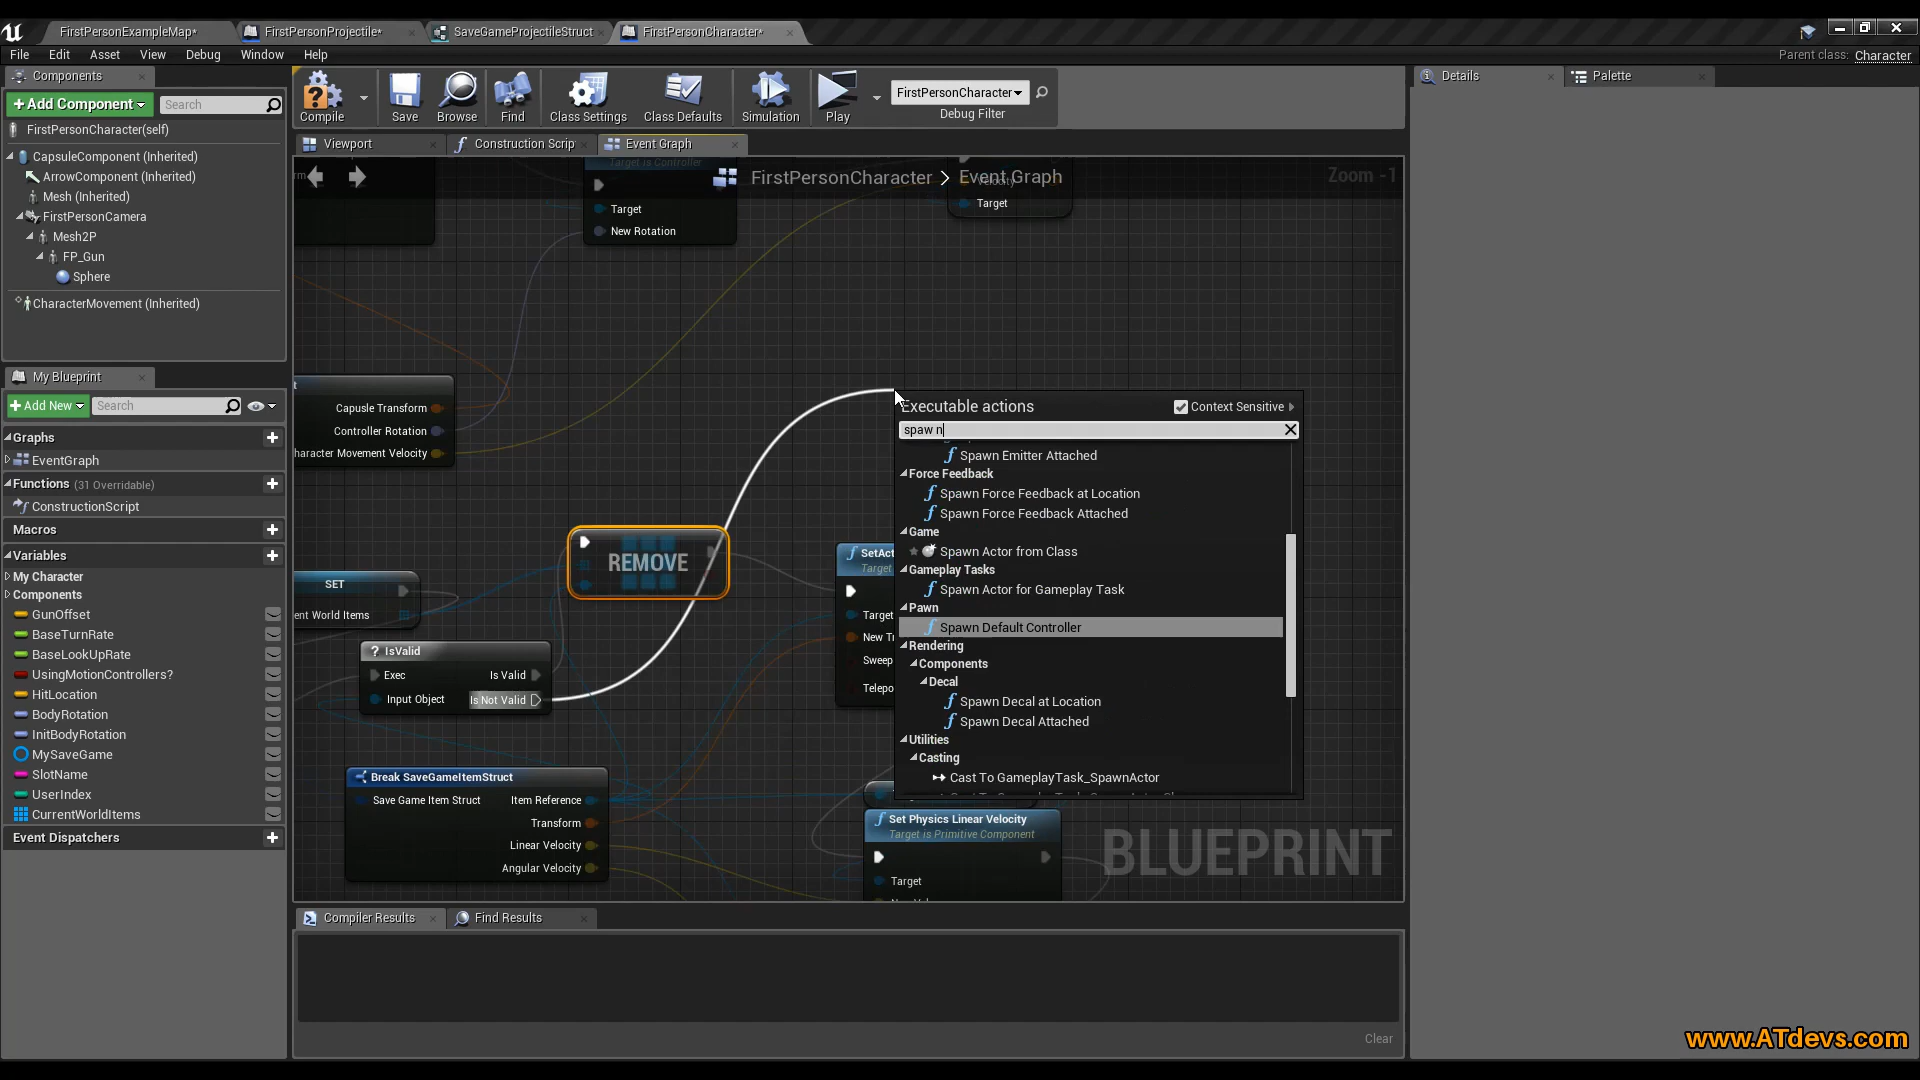 FirstPersonExampleMap*
FirstPersonProjectile*
SaveGameProjectileStruct
FirstPersonCharacter*
File Edit Asset View Debug Window Help
Parent class: Character
Components
+Add Component
Search
FirstPersonCharacter(self)
CapsuleComponent (Inherited)
ArrowComponent (Inherited)
Mesh (Inherited)
FirstPersonCamera
Mesh2P
FP_Gun
Sphere
CharacterMovement (Inherited)
My Blueprint
+Add New
Search
Graphs
EventGraph
Functions (31 Overridable)
ConstructionScript
Macros
Variables
My Character
Components
GunOffset
BaseTurnRate
BaseLookUpRate
UsingMotionControllers?
HitLocation
BodyRotation
InitBodyRotation
MySaveGame
SlotName
UserIndex
CurrentWorldItems
Event Dispatchers
Compile
Save
Browse
Find
Class Settings
Class Defaults
Simulation
Play
FirstPersonCharacter
Debug Filter
Viewport
Construction Scrip
Event Graph
FirstPersonCharacter > Event Graph
Zoom -1
Target is Controller
Target
New Rotation
Velocity
Target
Capulse Transform
Controller Rotation
haracter Movement Velocity
SET
ent World Items
REMOVE
? IsValid
Exec
Is Valid
Input Object
Is Not Valid
Break SaveGameItemStruct
Save Game Item Struct
Item Reference
Transform
Linear Velocity
Angular Velocity
SetAct
Target
Target
New Tr
Sweep
Telepo
Set Physics Linear Velocity
Target is Primitive Component
Target
Executable actions
Context Sensitive
spaw n
Spawn Emitter Attached
Force Feedback
Spawn Force Feedback at Location
Spawn Force Feedback Attached
Game
Spawn Actor from Class
Gameplay Tasks
Spawn Actor for Gameplay Task
Pawn
Spawn Default Controller
Rendering
Components
Decal
Spawn Decal at Location
Spawn Decal Attached
Utilities
Casting
Cast To GameplayTask_SpawnActor
BLUEPRINT
Compiler Results
Find Results
Clear
Details
Palette
www.ATdevs.com